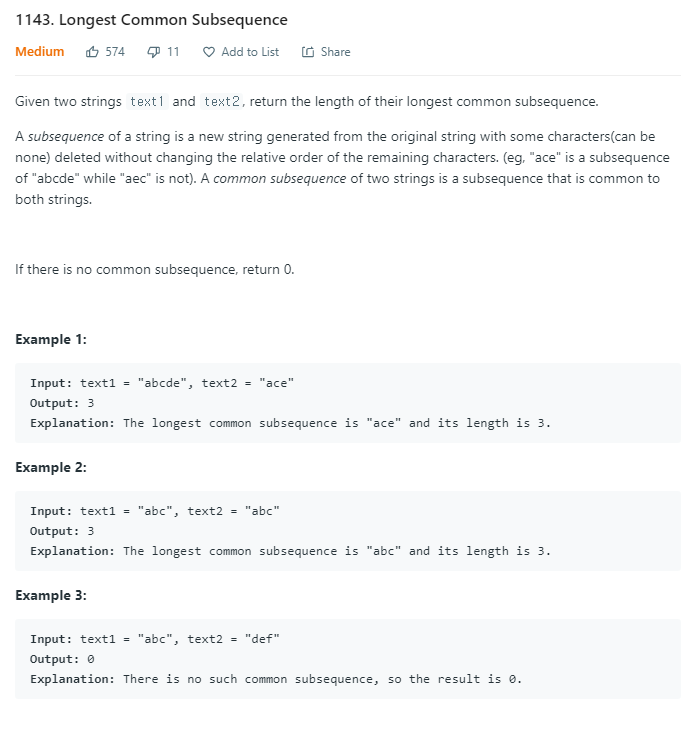 1143. Longest Common Subsequence
Medium 574 11 Add to List Share
Given two strings text1 and text2, return the length of their longest common subsequence.
A subsequence of a string is a new string generated from the original string with some characters(can be
none) deleted without changing the relative order of the remaining characters. (eg, "ace" is a subsequence
of "abcde" while "aec" is not). A common subsequence of two strings is a subsequence that is common to
both strings.
If there is no common subsequence, return 0.
Example 1:
Input: text1 = "abcde", text2 = "ace"
Output: 3
Explanation: The longest common subsequence is "ace" and its length is 3.
Example 2:
Input: text1 = "abc", text2 = "abc"
Output: 3
Explanation: The longest common subsequence is "abc" and its length is 3.
Example 3:
Input: text1 = "abc", text2 = "def"
Output: 0
Explanation: There is no such common subsequence, so the result is 0.